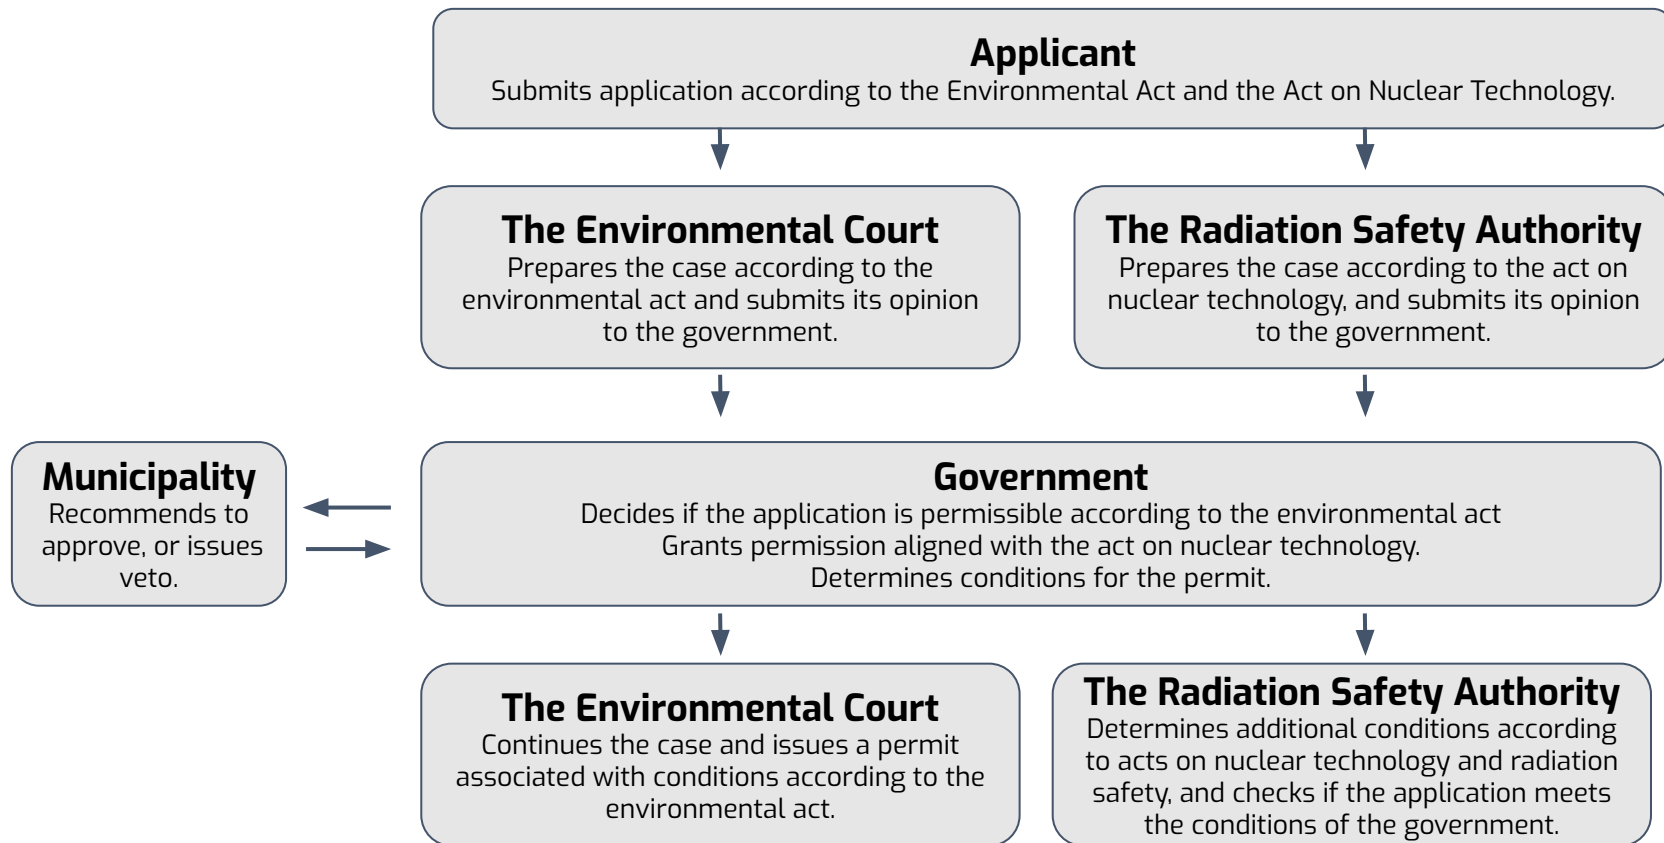 Applicant
Submits application according to the Environmental Act and the Act on Nuclear Technology.
The Environmental Court
Prepares the case according to the
environmental act and submits its opinion
to the government.
The Radiation Safety Authority
Prepares the case according to the act on
nuclear technology, and submits its opinion
to the government.
Municipality
Recommends to
approve, or issues
veto.
Government
Decides if the application is permissible according to the environmental act
Grants permission aligned with the act on nuclear technology.
Determines conditions for the permit.
The Environmental Court
Continues the case and issues a permit
associated with conditions according to the
environmental act.
The Radiation Safety Authority
Determines additional conditions according
to acts on nuclear technology and radiation
safety, and checks if the application meets
the conditions of the government.